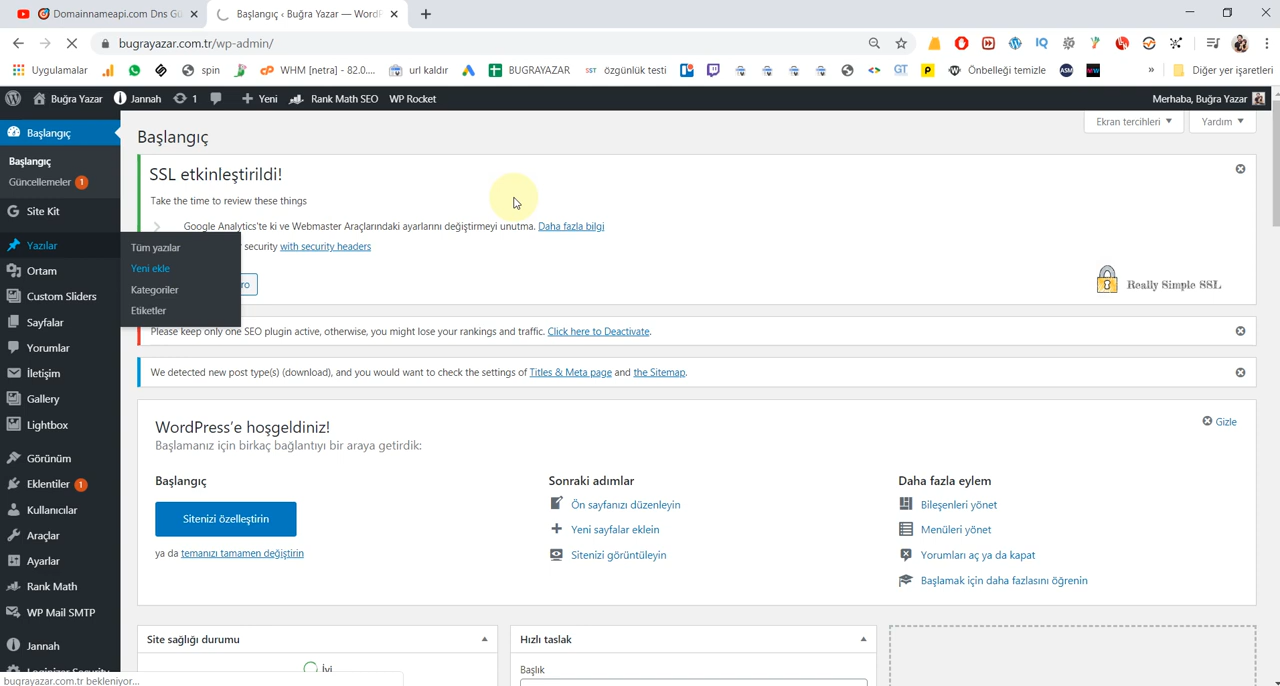 Domainnameapi.com Dns Gü
Başlangıç ‹ Buğra Yazar — WordP
bugrayazar.com.tr/wp-admin/
Uygulamalar
spin
WHM [netra] - 82.0....
url kaldır
BUGRAYAZAR
SST özgünlük testi
GT
Önbelleği temizle
ASM
»
Diğer yer işaretleri
Buğra Yazar
Jannah
1
Yeni
Rank Math SEO
WP Rocket
Merhaba, Buğra Yazar
Başlangıç
Başlangıç
Güncellemeler 1
Site Kit
Yazılar
Ortam
Custom Sliders
Sayfalar
Yorumlar
İletişim
Gallery
Lightbox
Görünüm
Eklentiler 1
Kullanıcılar
Araçlar
Ayarlar
Rank Math
WP Mail SMTP
Jannah
Loginizer Security
bugrayazar.com.tr bekleniyor...
Tüm yazılar
Yeni ekle
Kategoriler
Etiketler
Başlangıç
Ekran tercihleri
Yardım
SSL etkinleştirildi!
Take the time to review these things
Google Analytics'te ki ve Webmaster Araçlarındaki ayarlarını değiştirmeyi unutma. Daha fazla bilgi
security with security headers
ro
Really Simple SSL
Please keep only one SEO plugin active, otherwise, you might lose your rankings and traffic. Click here to Deactivate.
We detected new post type(s) (download), and you would want to check the settings of Titles & Meta page and the Sitemap.
WordPress'e hoşgeldiniz!
Başlamanız için birkaç bağlantıyı bir araya getirdik:
Gizle
Başlangıç
Sitenizi özelleştirin
ya da temanızı tamamen değiştirin
Sonraki adımlar
Ön sayfanızı düzenleyin
Yeni sayfalar eklein
Sitenizi görüntüleyin
Daha fazla eylem
Bileşenleri yönet
Menüleri yönet
Yorumları aç ya da kapat
Başlamak için daha fazlasını öğrenin
Site sağlığı durumu
İyi
Hızlı taslak
Başlık